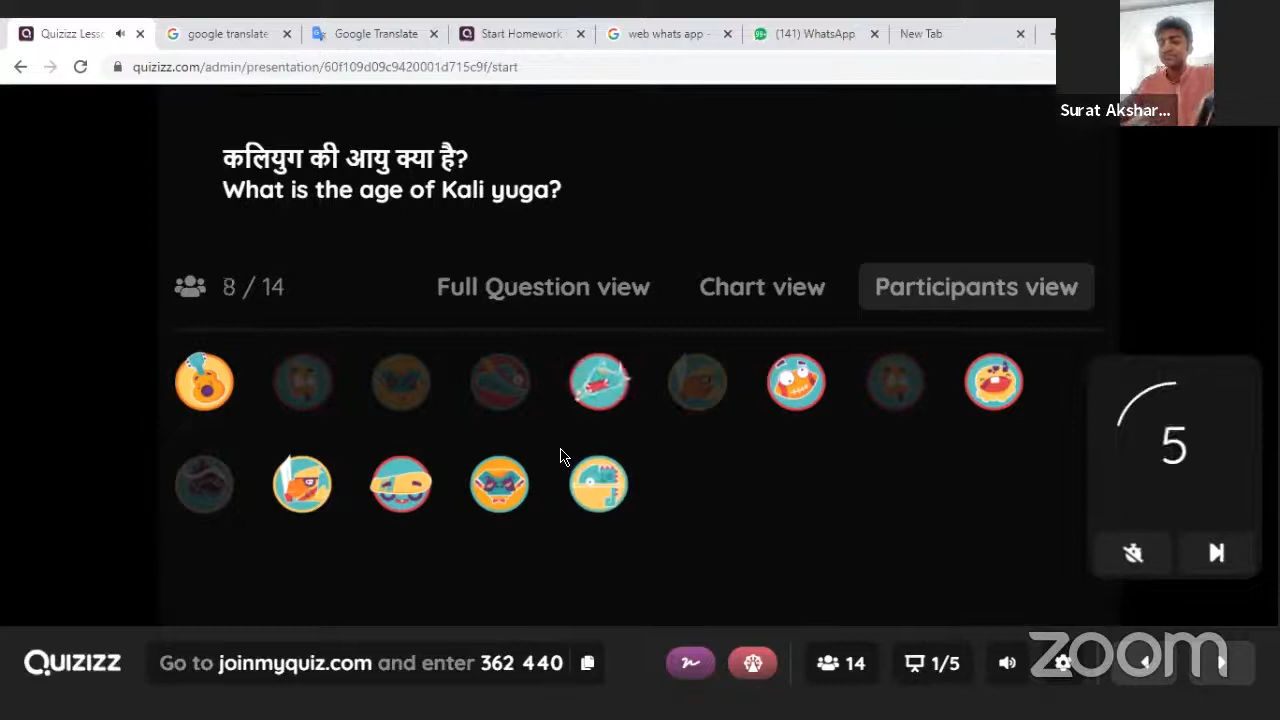 Quizizz Less
google translate
Google Translate
Start Homework
web whats app -
99+
(141) WhatsApp
New Tab
quizizz.com/admin/presentation/60f109d09c9420001d715c9f/start
Surat Akshar...
कलियुग की आयु क्या है?
What is the age of Kali yuga?
8 / 14
Full Question view
Chart view
Participants view
5
QUIZIZZ
Go to joinmyquiz.com and enter 362 440
14
1/5
zoom